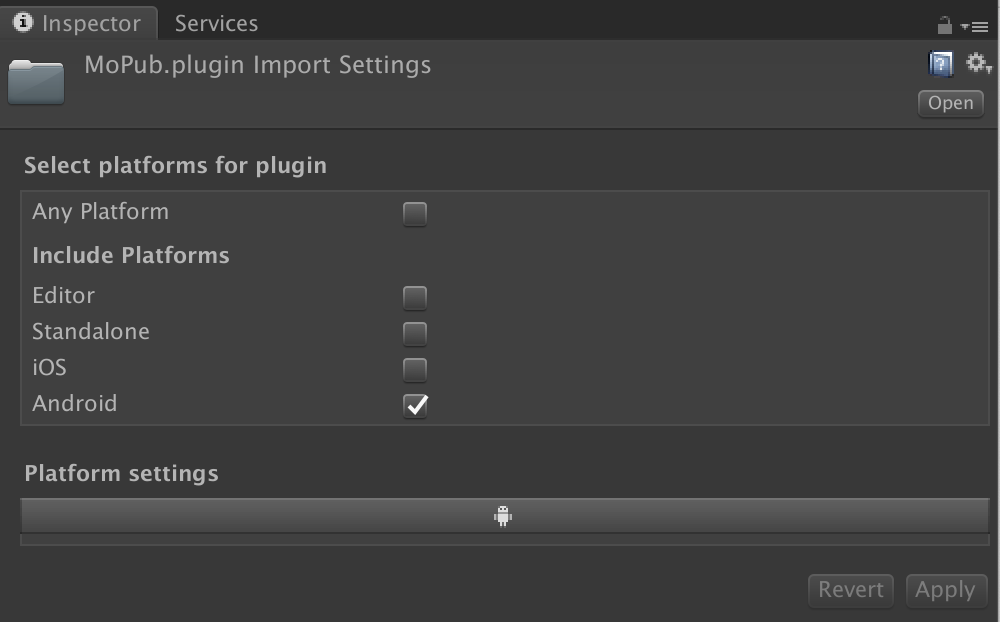 Inspector Services
MoPub.plugin Import Settings
Open
Select platforms for plugin
Any Platform
Include Platforms
Editor
Standalone
iOS
Android
Platform settings
Revert Apply